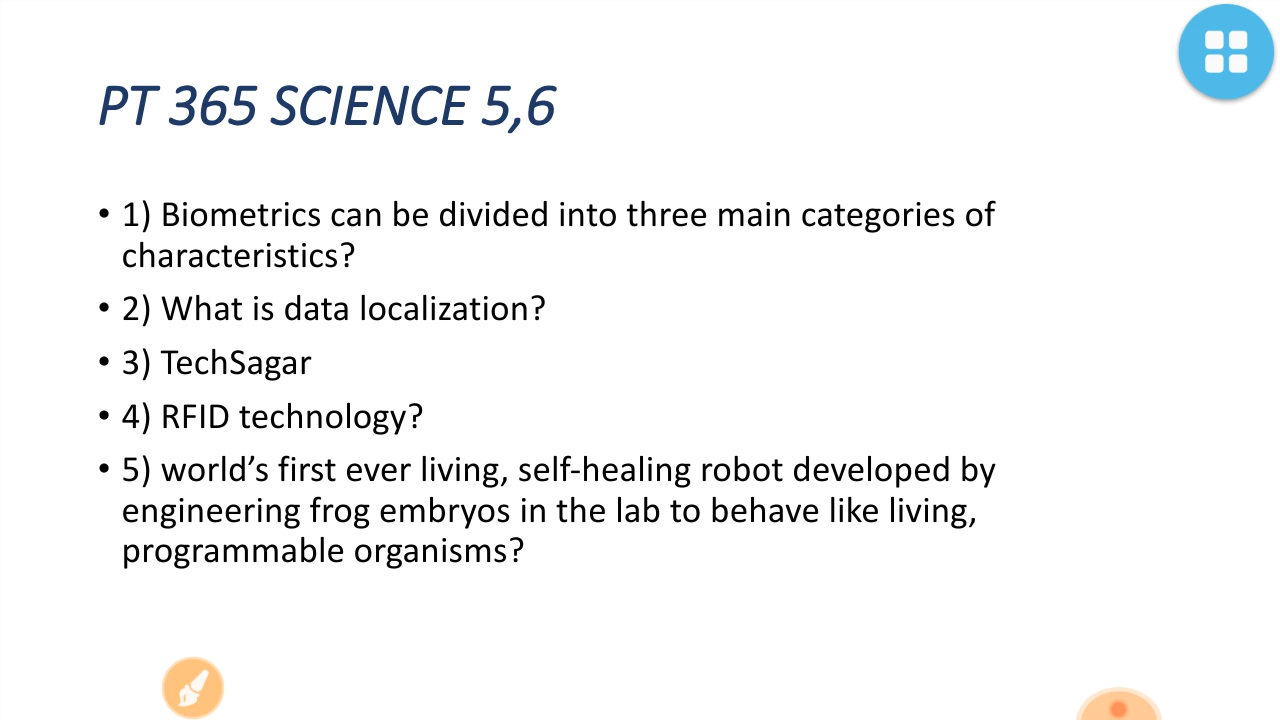 PT 365 SCIENCE 5,6
• 1) Biometrics can be divided into three main categories of
characteristics?
• 2) What is data localization?
• 3) TechSagar
• 4) RFID technology?
• 5) world’s first ever living, self-healing robot developed by
engineering frog embryos in the lab to behave like living,
programmable organisms?